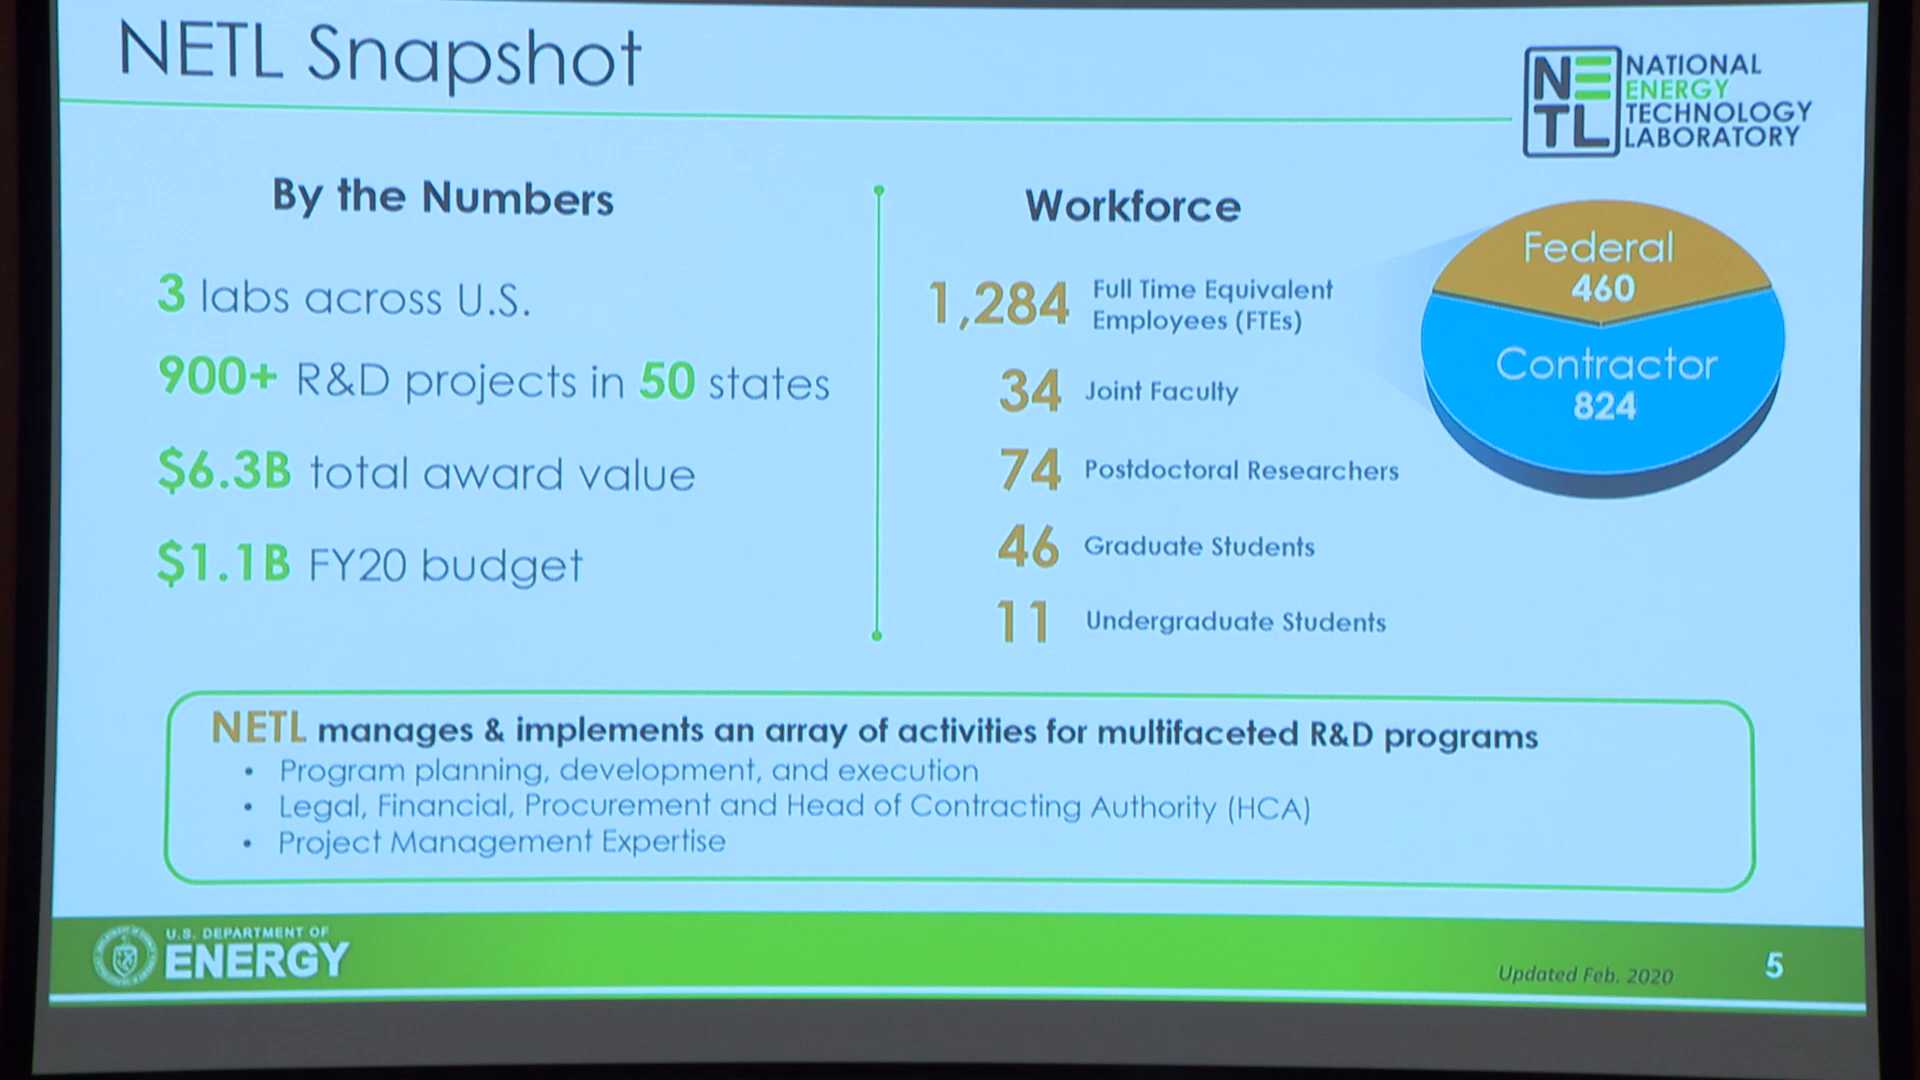 NETL Snapshot
NE
TL
NATIONAL
ENERGY
TECHNOLOGY
LABORATORY
By the Numbers
3 labs across U.S.
900+ R&D projects in 50 states
$6.3B total award value
$1.1B FY20 budget
Workforce
1,284 Full Time Equivalent
Employees (FTEs)
34 Joint Faculty
74 Postdoctoral Researchers
46 Graduate Students
11 Undergraduate Students
Federal
460
Contractor
824
NETL manages & implements an array of activities for multifaceted R&D programs
• Program planning, development, and execution
• Legal, Financial, Procurement and Head of Contracting Authority (HCA)
• Project Management Expertise
U.S. DEPARTMENT OF
ENERGY
Updated Feb. 2020
5